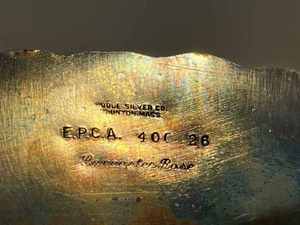 POOLE SILVER CO.
TAUNTON, MASS.
E.P.C.A. 400 26
Lancaster Rose